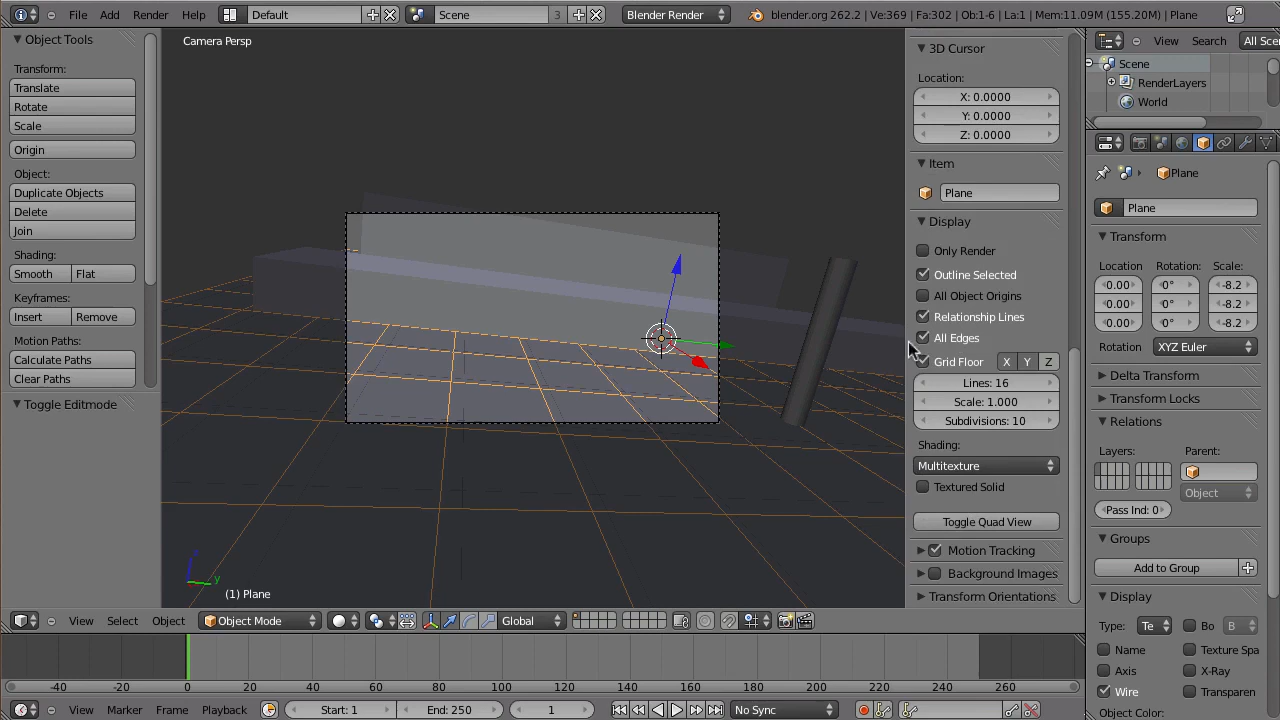 File Add Render Help Default Scene 3 Blender Render blender.org 262.2 | Ve:369 | Fa:302 | Ob:1-6 | La:1 | Mem:11.09M (155.20M) | Plane
Object Tools
Transform:
Translate
Rotate
Scale
Origin
Object:
Duplicate Objects
Delete
Join
Shading:
Smooth Flat
Keyframes:
Insert Remove
Motion Paths:
Calculate Paths
Clear Paths
Toggle Editmode
Camera Persp
y
(1) Plane
3D Cursor
Location:
X: 0.0000
Y: 0.0000
Z: 0.0000
Item
Plane
Display
Only Render
Outline Selected
All Object Origins
Relationship Lines
All Edges
Grid Floor X Y Z
Lines: 16
Scale: 1.000
Subdivisions: 10
Shading:
Multitexture
Textured Solid
Toggle Quad View
Motion Tracking
Background Images
Transform Orientations
View Search All Sce
Scene
RenderLayers
World
Plane
Plane
Transform
Location Rotation: Scale:
0.00 0° -8.2
0.00 0° -8.2
0.00 0° -8.2
Rotation XYZ Euler
Delta Transform
Transform Locks
Relations
Layers: Parent:
Object
Pass Ind: 0
Groups
Add to Group
Display
Type: Te Bo B
Name Texture Spa
Axis X-Ray
Wire Transparen
Object Color:
View Select Object Object Mode Global
-40 -20 0 20 40 60 80 100 120 140 160 180 200 220 240 260
View Marker Frame Playback Start: 1 End: 250 1 No Sync